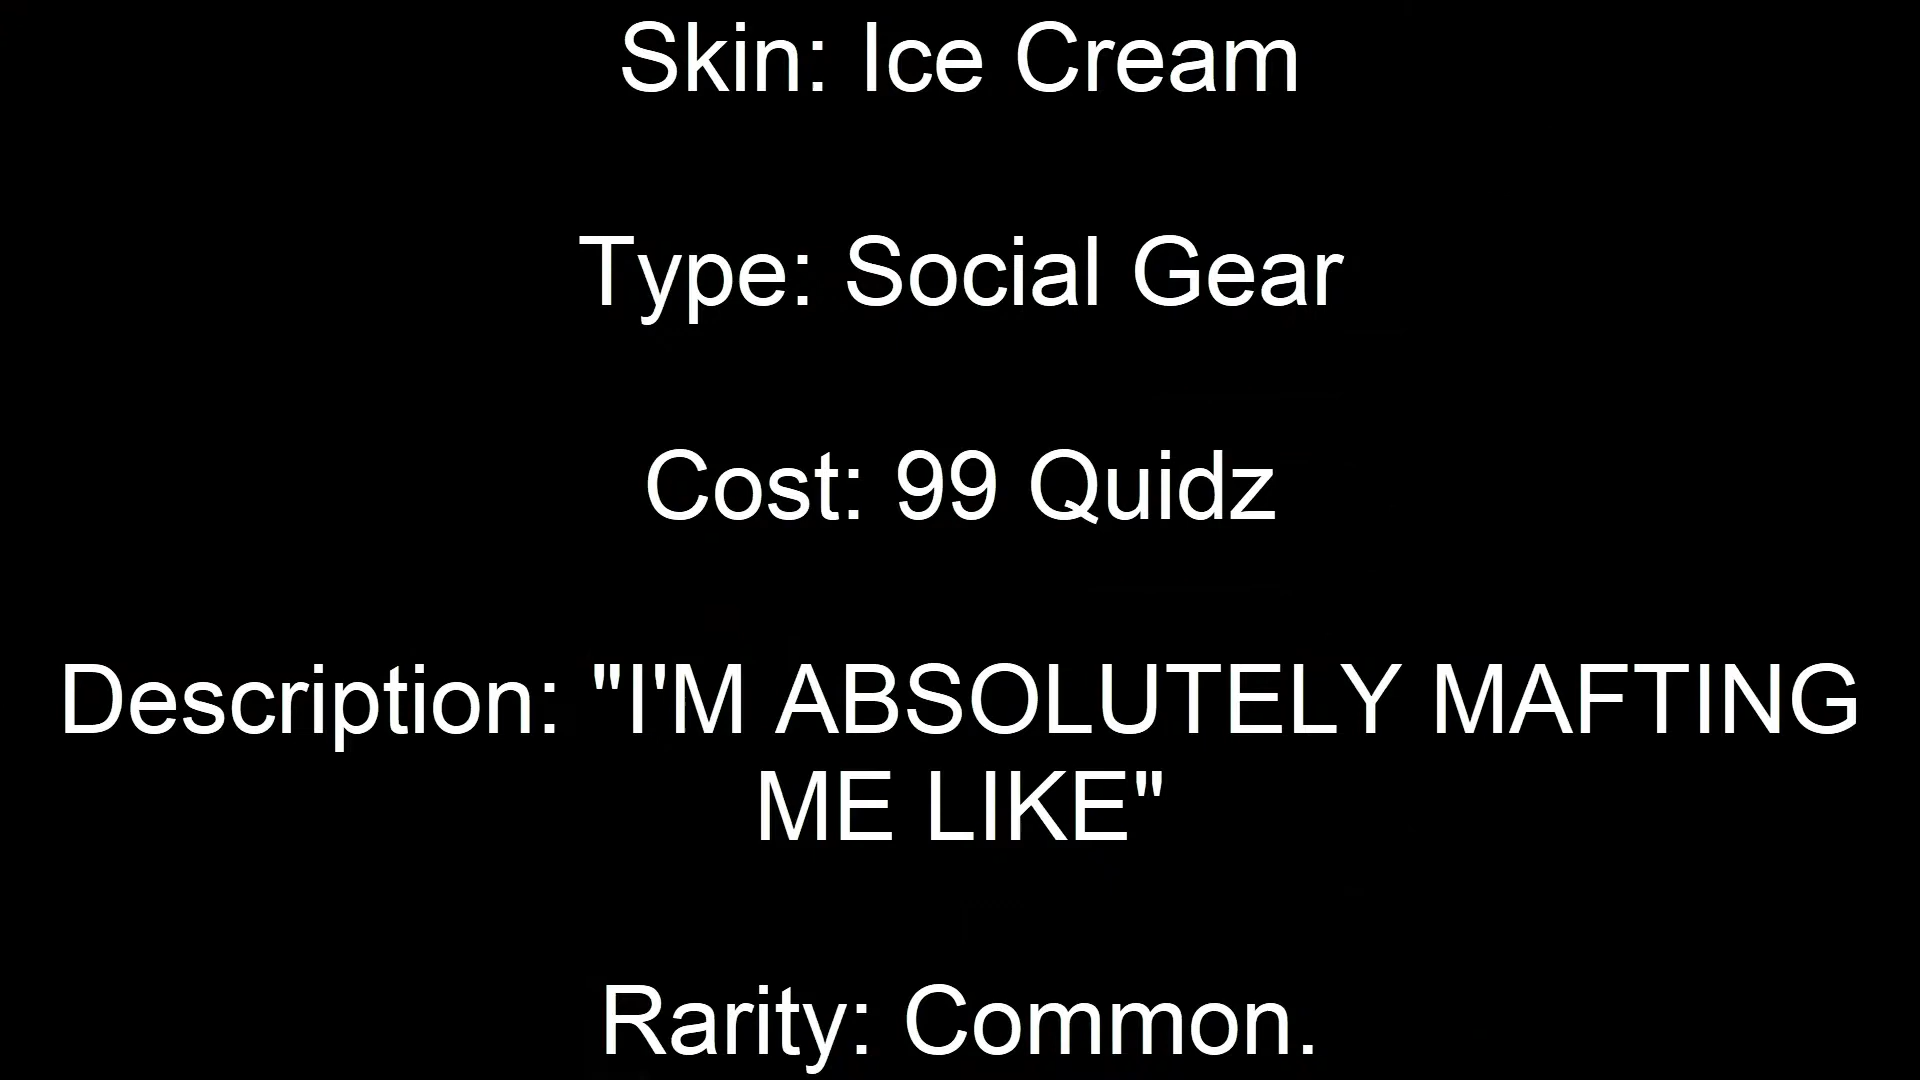 Skin: Ice Cream
Type: Social Gear
Cost: 99 Quidz
Description: "I'M ABSOLUTELY MAFTING
ME LIKE"
Rarity: Common.